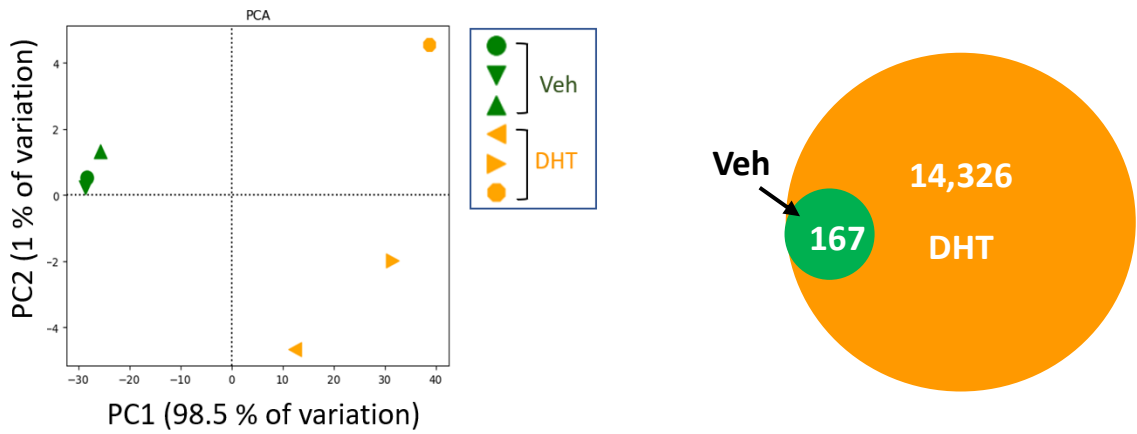 PCA
PC2 (1 % of variation)
4
2
0
−2
−4
−30
−20
−10
0
10
20
30
40
PC1 (98.5 % of variation)
Veh
DHT
Veh
167
14,326
DHT